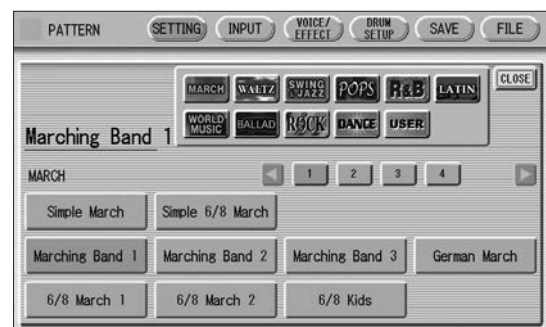 PATTERN SETTING INPUT VOICE/EFFECT DRUM SETUP SAVE FILE
MARCH WALTZ SWING & JAZZ POPS R&B LATIN CLOSE
WORLD MUSIC BALLAD ROCK DANCE USER
Marching Band 1
MARCH 1 2 3 4
Simple March Simple 6/8 March
Marching Band 1 Marching Band 2 Marching Band 3 German March
6/8 March 1 6/8 March 2 6/8 Kids